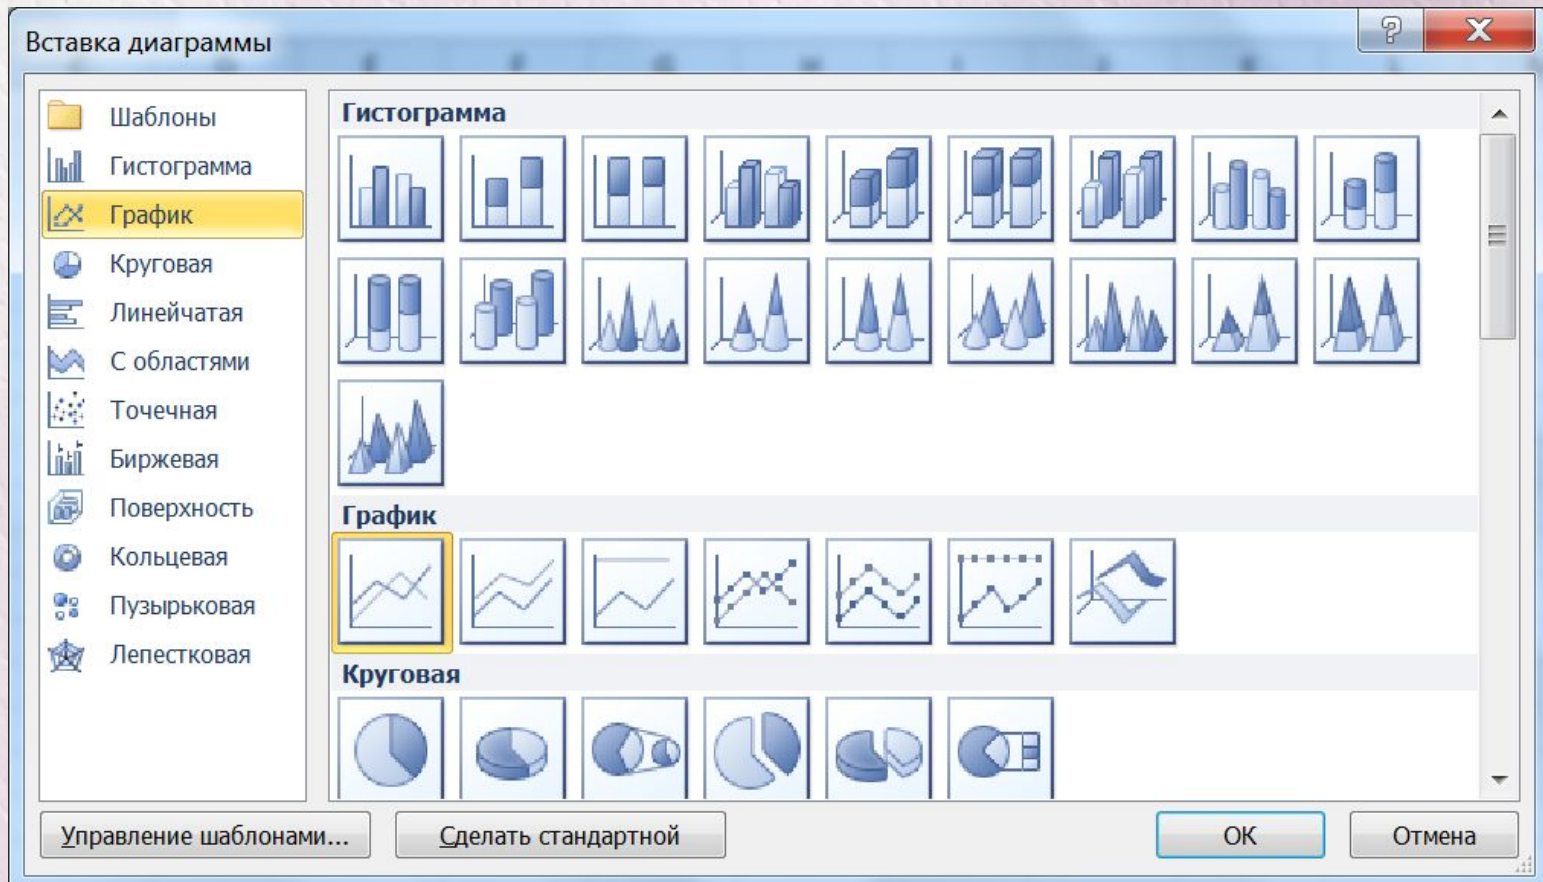 Вставка диаграммы
Шаблоны
Гистограмма
График
Круговая
Линейчатая
С областями
Точечная
Биржевая
Поверхность
Кольцевая
Пузырьковая
Лепестковая
Гистограмма
График
Круговая
Управление шаблонами...
Сделать стандартной
ОК
Отмена